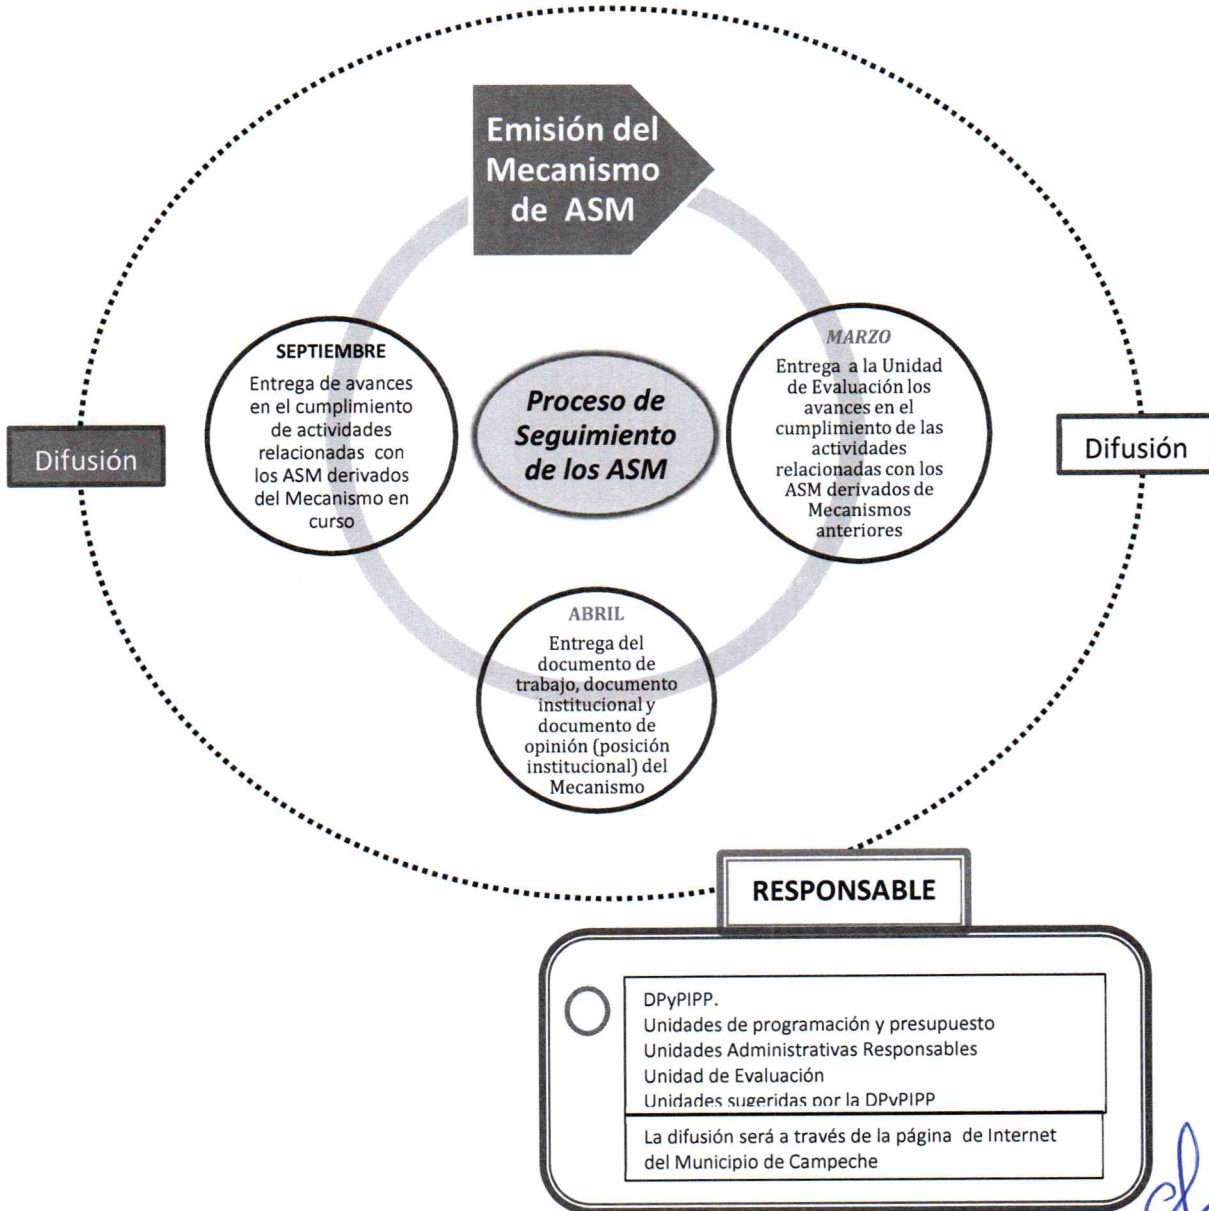 Emisión del
Mecanismo
de ASM
SEPTIEMBRE
Entrega de avances
en el cumplimiento
de actividades
relacionadas con
los ASM derivados
del Mecanismo en
curso
Proceso de
Seguimiento
de los ASM
MARZO
Entrega a la Unidad
de Evaluación los
avances en el
cumplimiento de las
actividades
relacionadas con los
ASM derivados de
Mecanismos
anteriores
Difusión
Difusión
ABRIL
Entrega del
documento de
trabajo, documento
institucional y
documento de
opinión (posición
institucional) del
Mecanismo
RESPONSABLE
DPyPIPP.
Unidades de programación y presupuesto
Unidades Administrativas Responsables
Unidad de Evaluación
Unidades sugeridas por la DPyPIPP
La difusión será a través de la página de Internet
del Municipio de Campeche